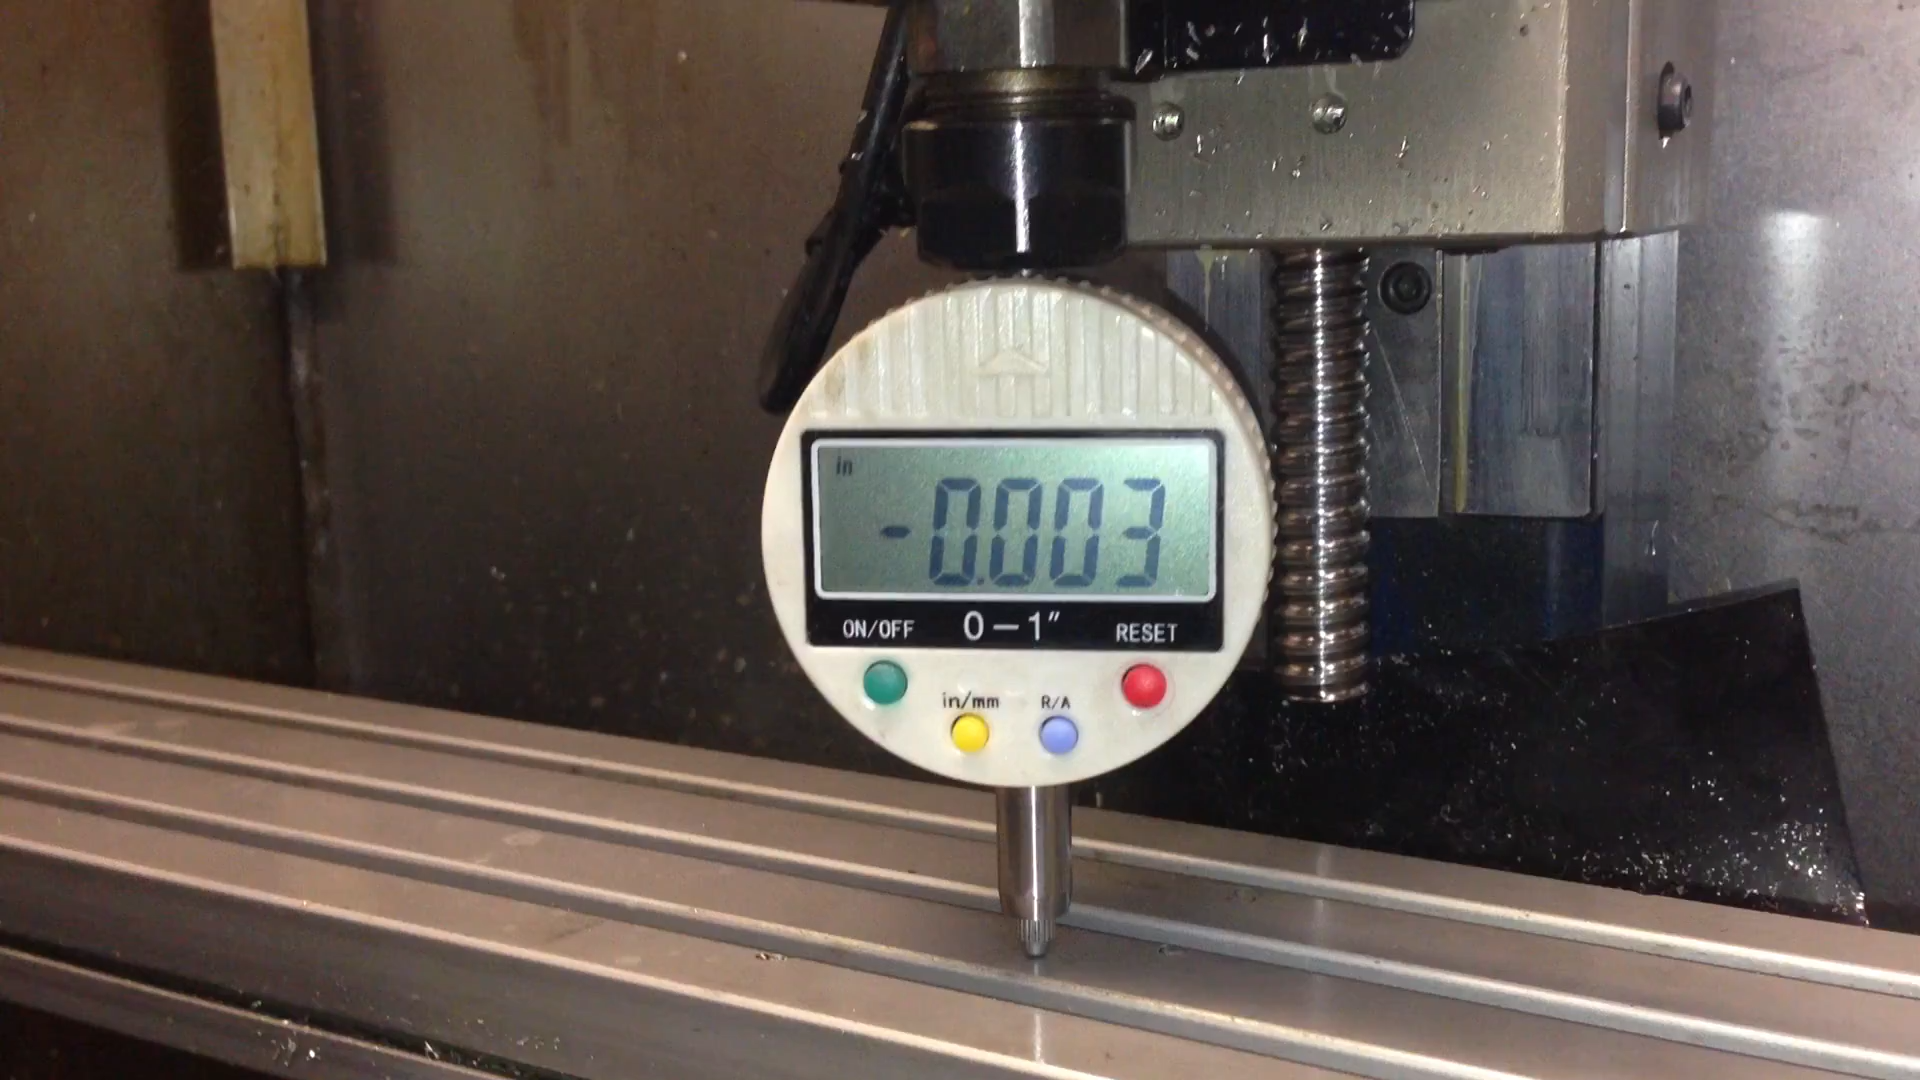 in
-0.003
ON/OFF 0-1" RESET
in/mm R/A